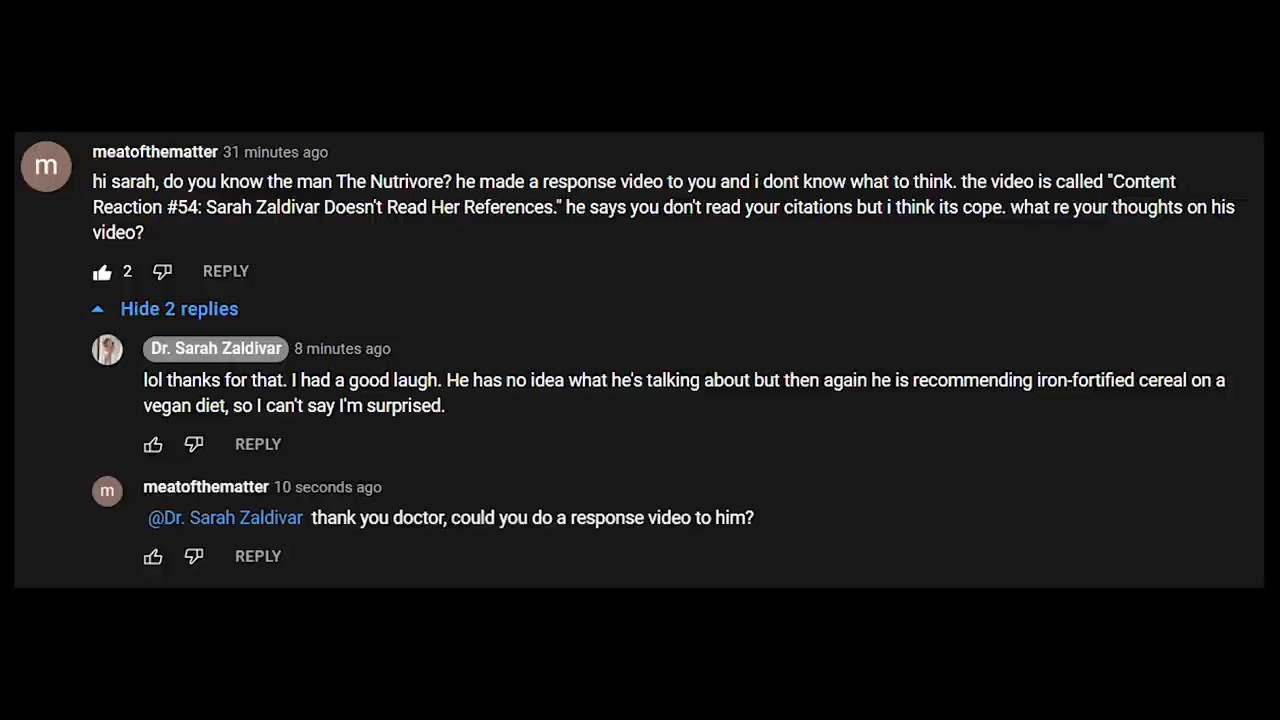 m
meatofthematter 31 minutes ago
hi sarah, do you know the man The Nutrivore? he made a response video to you and i dont know what to think. the video is called "Content
Reaction #54: Sarah Zaldivar Doesn't Read Her References." he says you don't read your citations but i think its cope. what re your thoughts on his
video?
2 REPLY
Hide 2 replies
Dr. Sarah Zaldivar 8 minutes ago
lol thanks for that. I had a good laugh. He has no idea what he's talking about but then again he is recommending iron-fortified cereal on a
vegan diet, so I can't say I'm surprised.
REPLY
m
meatofthematter 10 seconds ago
@Dr. Sarah Zaldivar thank you doctor, could you do a response video to him?
REPLY